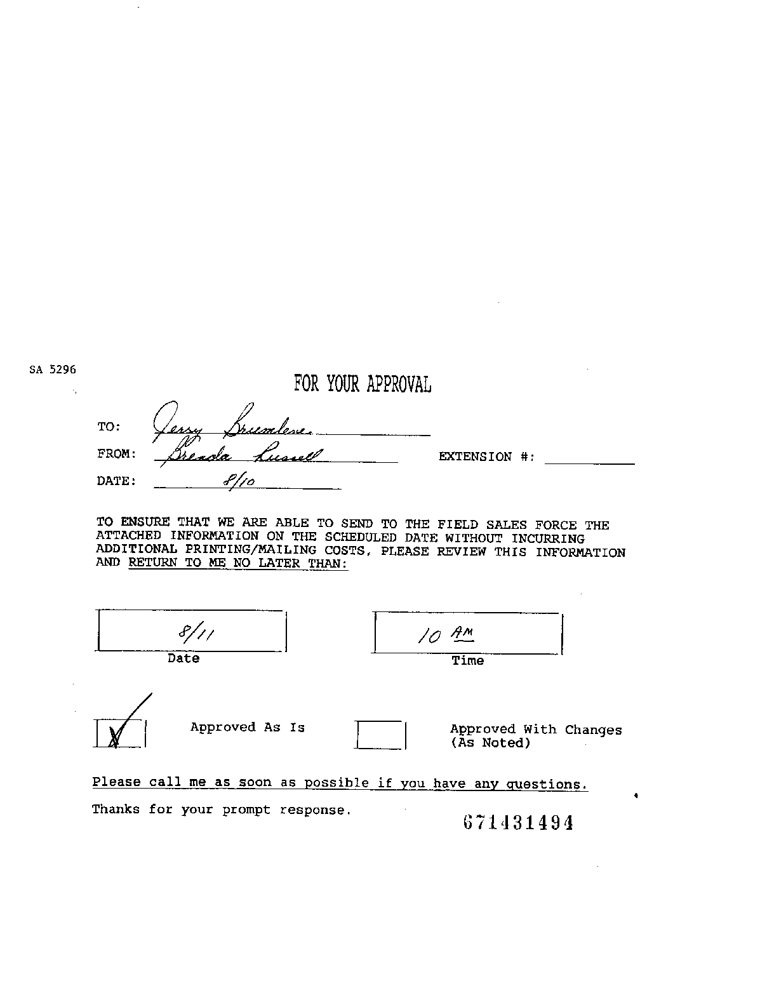 SA 5296
FOR YOUR APPROVAL
TO: Jerry
FROM: Brenda Russell EXTENSION #:
DATE: 8/10
TO ENSURE THAT WE ARE ABLE TO SEND TO THE FIELD SALES FORCE THE
ATTACHED INFORMATION ON THE SCHEDULED DATE WITHOUT INCURRING
ADDITIONAL PRINTING/MAILING COSTS, PLEASE REVIEW THIS INFORMATION
AND RETURN TO ME NO LATER THAN:
8/11 10 AM
Date Time
Approved As Is Approved With Changes
(As Noted)
Please call me as soon as possible if you have any questions.
Thanks for your prompt response.
671431494